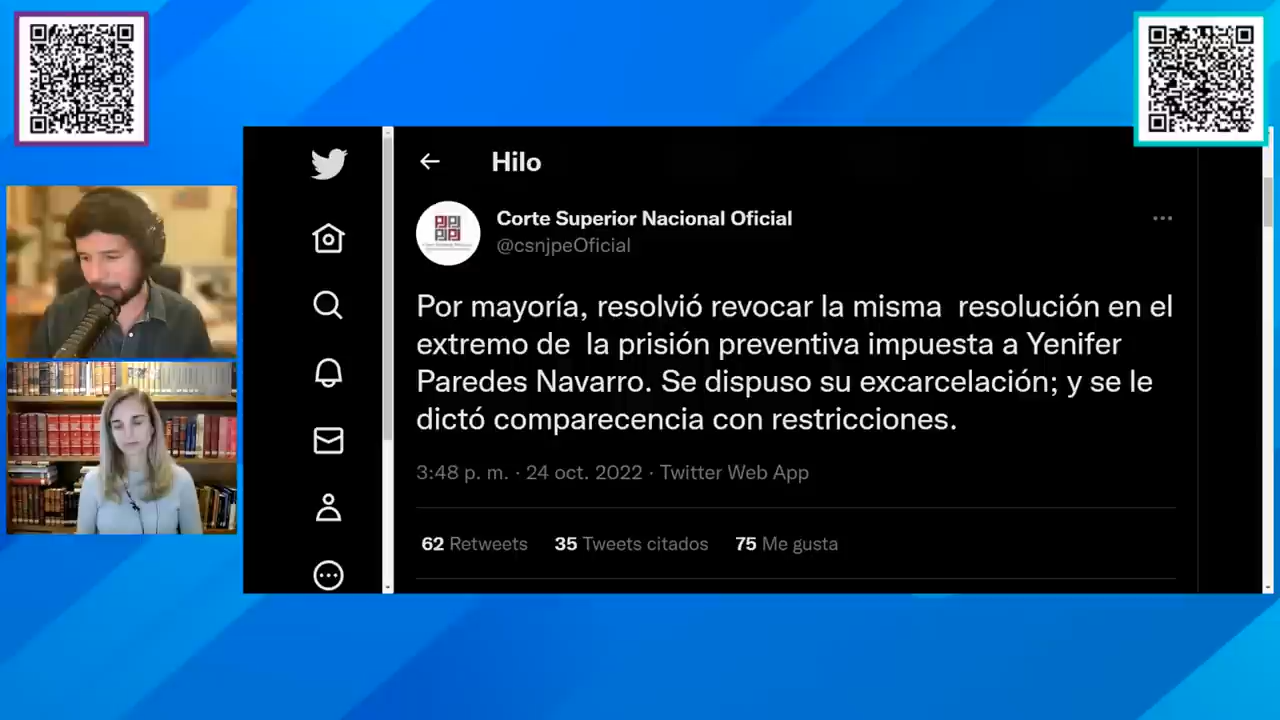 Hilo
Corte Superior Nacional Oficial
@csnjpeOficial
Por mayoría, resolvió revocar la misma  resolución en el
extremo de  la prisión preventiva impuesta a Yenifer
Paredes Navarro. Se dispuso su excarcelación; y se le
dictó comparecencia con restricciones.
3:48 p. m. · 24 oct. 2022 · Twitter Web App
62 Retweets 35 Tweets citados 75 Me gusta